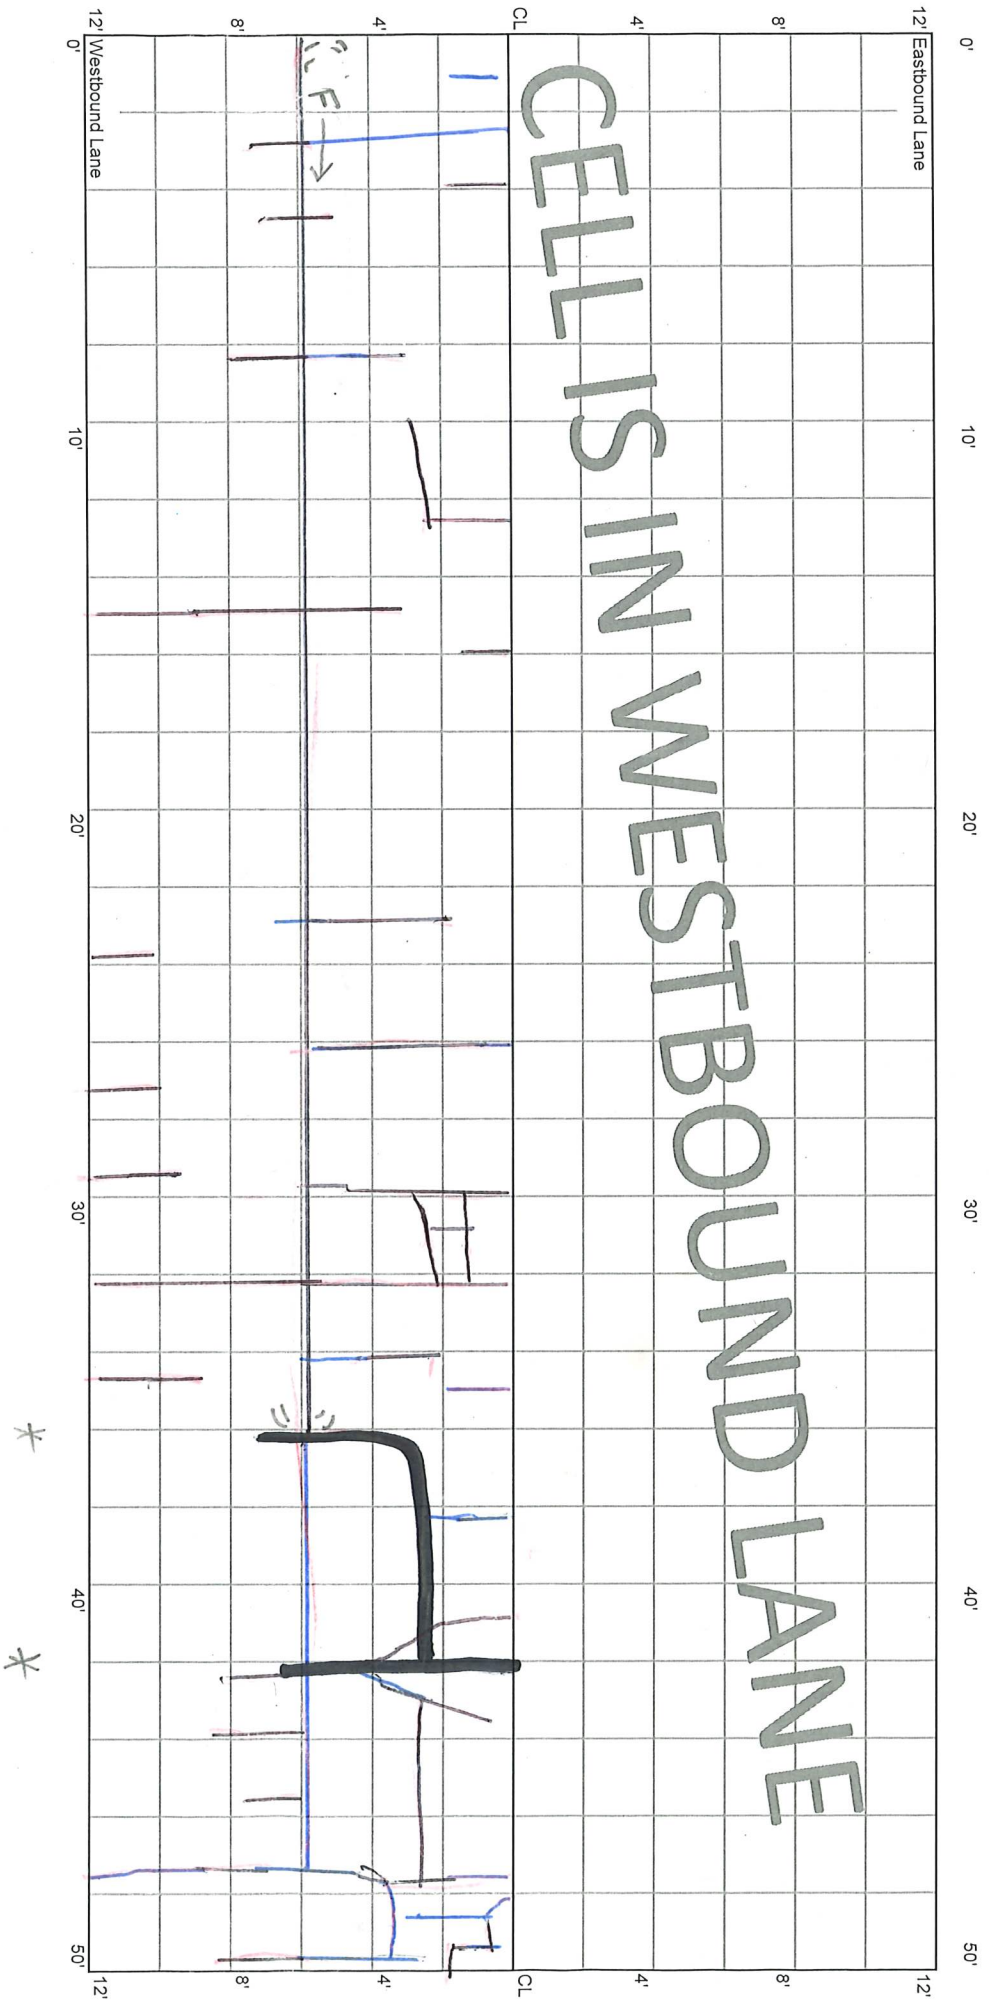 12' 8' 4' CL 4' 8' 12'
0' Westbound Lane Eastbound Lane 0'
F →
CELL IS IN WESTBOUND LANE
10' 10'
20' 20'
30' 30'
*
40' 40'
*
50' 50'
12' 8' 4' CL 4' 8' 12'